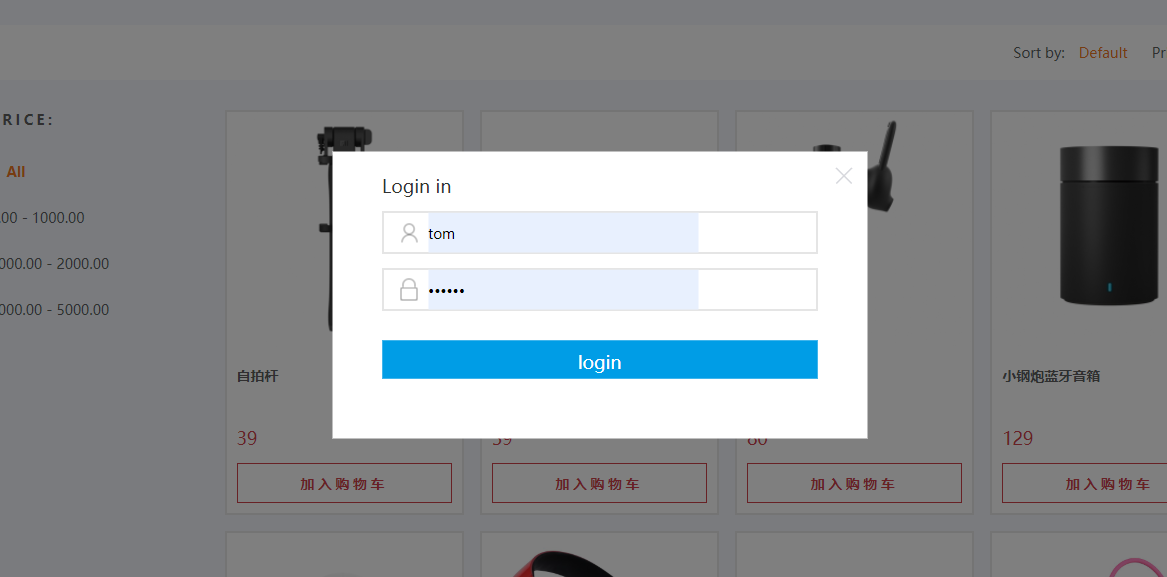 Sort by: Default Pr
RICE:
All
.00 - 1000.00
000.00 - 2000.00
000.00 - 5000.00
Login in
tom
••••••
login
自拍杆
小钢炮蓝牙音箱
39
59
80
129
加入购物车
加入购物车
加入购物车
加入购物车